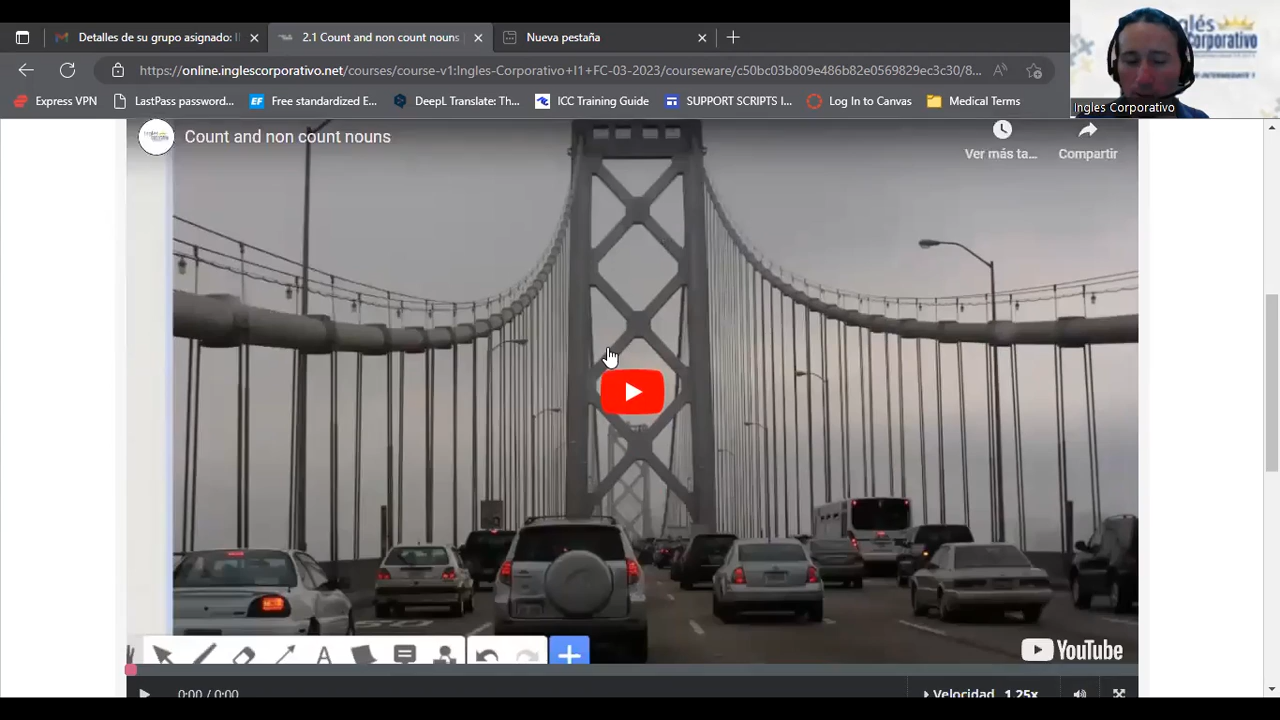 Detalles de su grupo asignado: I
2.1 Count and non count nouns
Nueva pestaña
https://online.inglescorporativo.net/courses/course-v1:Ingles-Corporativo+I1+FC-03-2023/courseware/c50bc03b809e486b82e0569829ec3c30/8...
Express VPN
LastPass password...
EF Free standardized E...
DeepL Translate: Th...
ICC Training Guide
SUPPORT SCRIPTS I...
Log In to Canvas
Medical Terms
Inglés
Corporativo
Ingles Corporativo
Count and non count nouns
Ver más ta...
Compartir
A
YouTube
0:00 / 0:00
Velocidad 1.25x